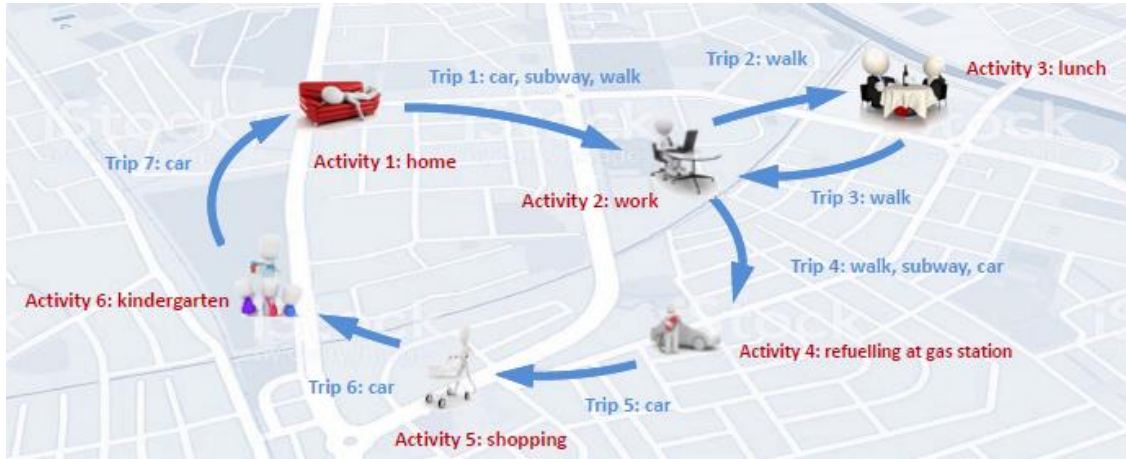 Trip 1: car, subway, walk
Trip 2: walk
Activity 3: lunch
Trip 7: car
Activity 1: home
Activity 2: work
Trip 3: walk
Trip 4: walk, subway, car
Activity 6: kindergarten
Activity 4: refuelling at gas station
Trip 6: car
Trip 5: car
Activity 5: shopping